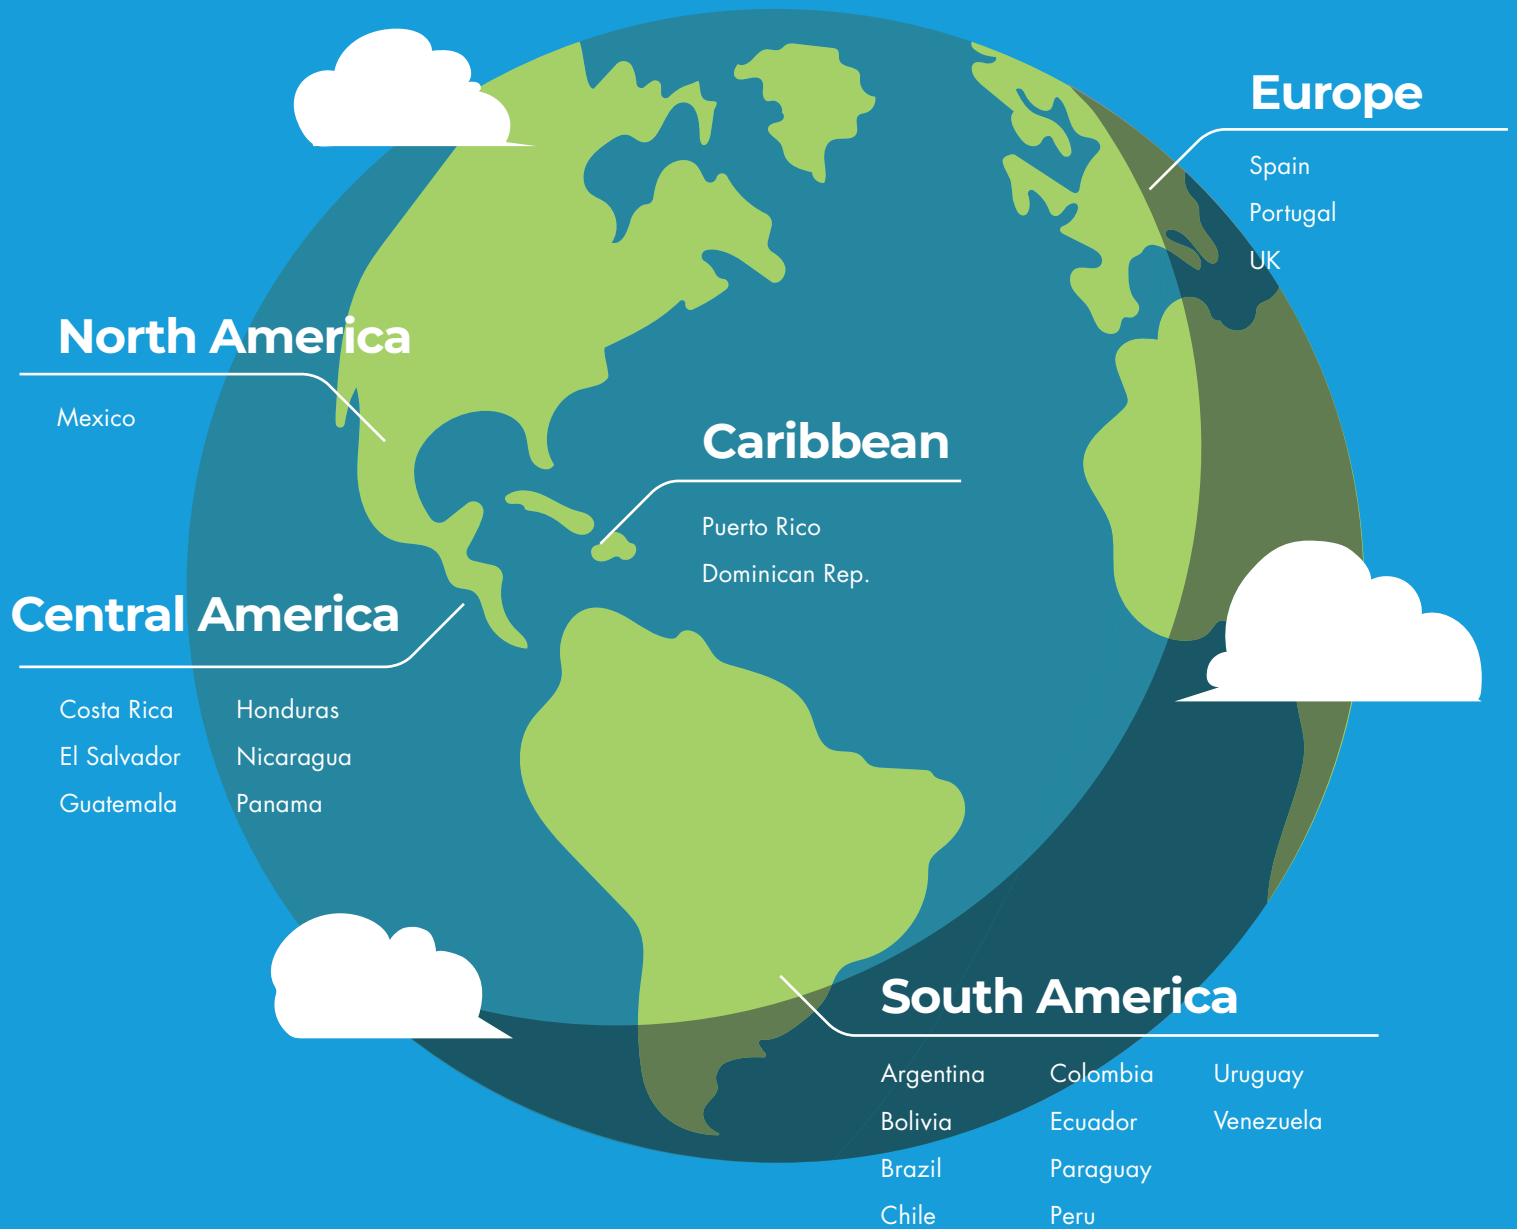 Europe
Spain
Portugal
UK
North America
Mexico
Caribbean
Puerto Rico
Dominican Rep.
Central America
Costa Rica Honduras
El Salvador Nicaragua
Guatemala Panama
South America
Argentina Colombia Uruguay
Bolivia Ecuador Venezuela
Brazil Paraguay
Chile Peru